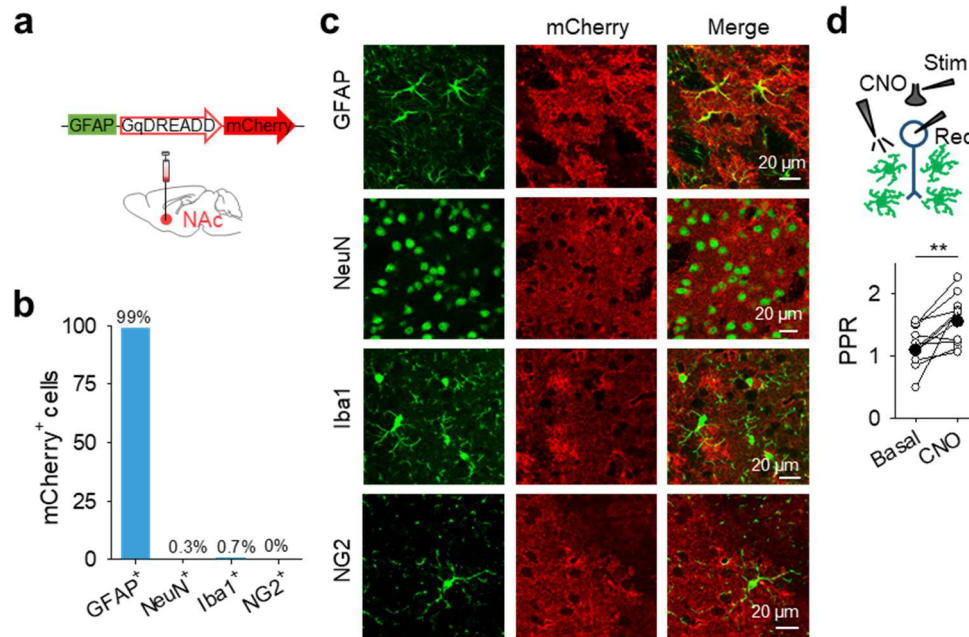 a
GFAP GqDREADD mCherry
NAc
b
mCherry⁺ cells
100
75
50
25
0
99%
0.3%
0.7%
0%
GFAP⁺
NeuN⁺
Iba1⁺
NG2⁺
c
mCherry
Merge
GFAP
20 µm
NeuN
20 µm
Iba1
20 µm
NG2
20 µm
d
CNO
Stim
Rec
**
PPR
2
1
0
Basal
CNO